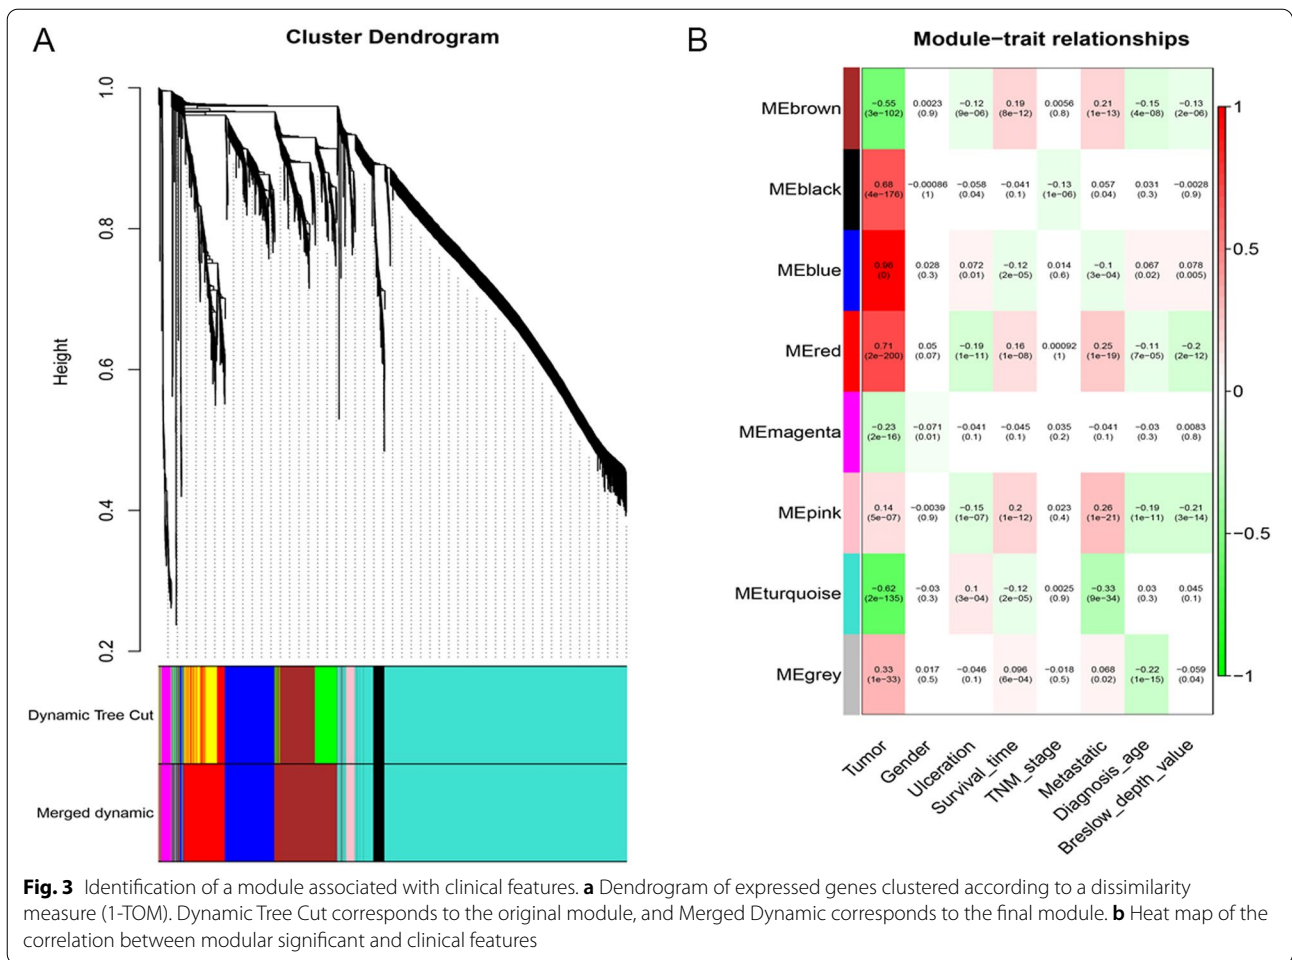 A
Cluster Dendrogram
Height
1.0
0.8
0.6
0.4
0.2
Dynamic Tree Cut
Merged dynamic
B
Module−trait relationships
MEbrown
−0.55 0.0023 −0.12 0.19 0.0056 0.21 −0.15 −0.13
(3e−102) (0.9) (9e−06) (8e−12) (0.8) (1e−13) (4e−08) (2e−06)
MEblack
0.68 −0.00086 −0.058 −0.041 −0.13 0.057 0.031 −0.0028
(4e−176) (1) (0.04) (0.1) (1e−06) (0.04) (0.3) (0.9)
MEblue
0.96 0.028 0.072 −0.12 0.014 −0.1 0.067 0.078
(0) (0.3) (0.01) (2e−05) (0.6) (3e−04) (0.02) (0.005)
MEred
0.71 0.05 −0.19 0.16 0.00092 0.25 −0.11 −0.2
(2e−200) (0.07) (1e−11) (1e−08) (1) (1e−19) (7e−05) (2e−12)
MEmagenta
−0.23 −0.071 −0.041 −0.045 0.035 −0.041 −0.03 0.0083
(2e−16) (0.01) (0.1) (0.1) (0.2) (0.1) (0.3) (0.8)
MEpink
0.14 −0.0039 −0.15 0.2 0.023 0.26 −0.19 −0.21
(5e−07) (0.9) (1e−07) (1e−12) (0.4) (1e−21) (1e−11) (3e−14)
MEturquoise
−0.62 −0.03 0.1 −0.12 0.0025 −0.33 0.03 0.045
(2e−135) (0.3) (3e−04) (2e−05) (0.9) (9e−34) (0.3) (0.1)
MEgrey
0.33 0.017 −0.046 0.096 −0.018 0.068 −0.22 −0.059
(1e−33) (0.5) (0.1) (6e−04) (0.5) (0.02) (1e−15) (0.04)
Tumor
Gender
Ulceration
Survival_time
TNM_stage
Metastatic
Diagnosis_age
Breslow_depth_value
1
0.5
0
−0.5
−1
Fig. 3 Identification of a module associated with clinical features. a Dendrogram of expressed genes clustered according to a dissimilarity
measure (1-TOM). Dynamic Tree Cut corresponds to the original module, and Merged Dynamic corresponds to the final module. b Heat map of the
correlation between modular significant and clinical features